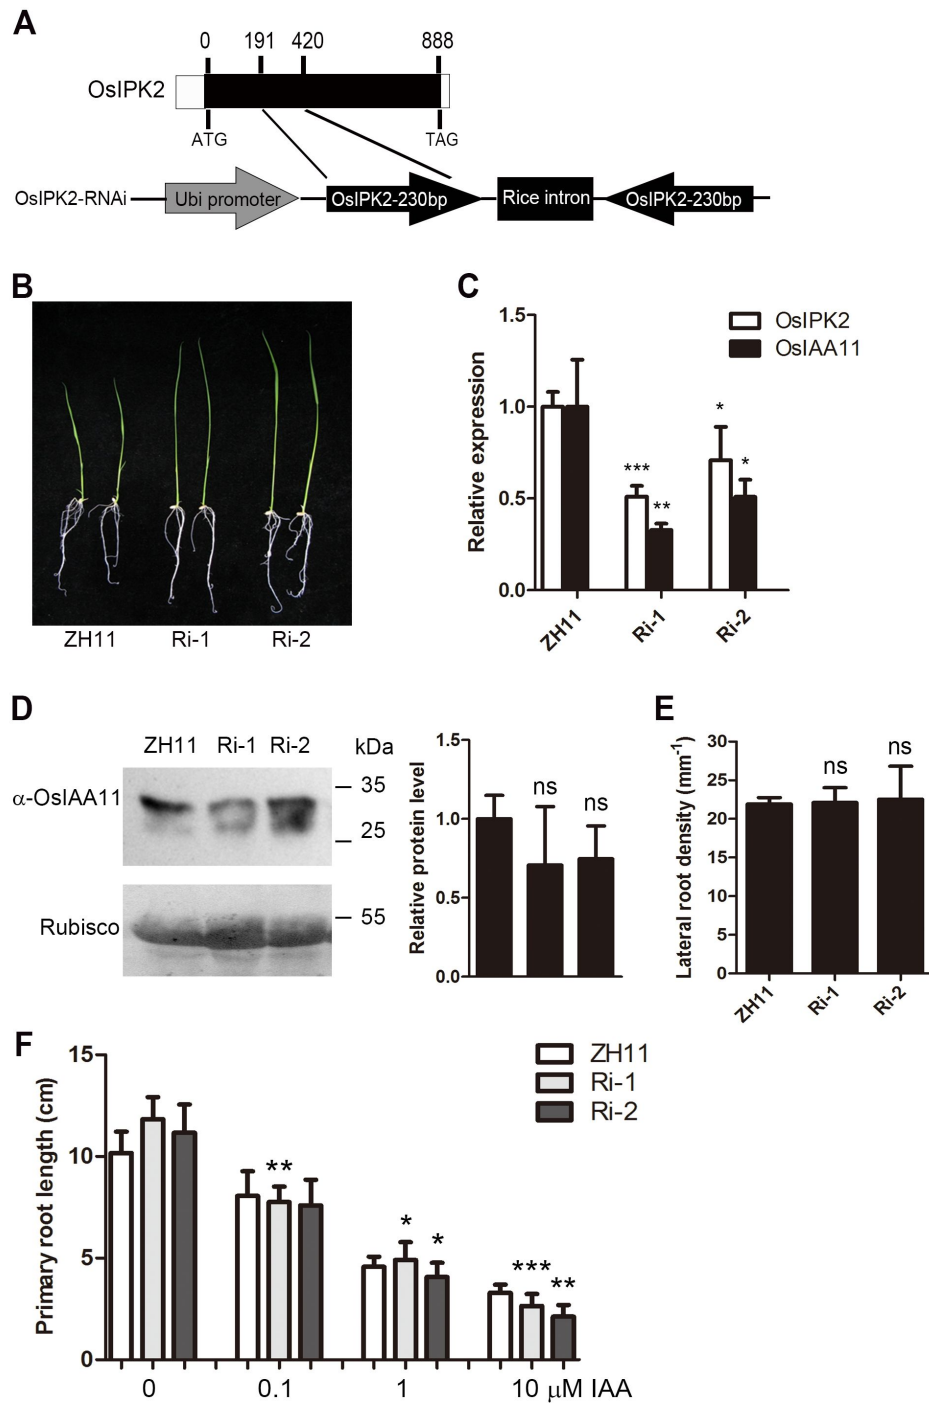 A
0 191 420 888
OsIPK2
ATG TAG
OsIPK2-RNAi Ubi promoter OsIPK2-230bp Rice intron OsIPK2-230bp
B
ZH11 Ri-1 Ri-2
C
OsIPK2
OsIAA11
Relative expression
1.5
1.0
0.5
0.0
* 
***
**
*
ZH11 Ri-1 Ri-2
D
ZH11 Ri-1 Ri-2 kDa
α-OsIAA11
35
25
Rubisco
55
Relative protein level
1.5
1.0
0.5
0.0
ns ns
E
Lateral root density (mm-1)
30
25
20
15
10
5
0
ns ns
ZH11 Ri-1 Ri-2
F
ZH11
Ri-1
Ri-2
Primary root length (cm)
15
10
5
0
**
* *
*** **
0 0.1 1 10 μM IAA